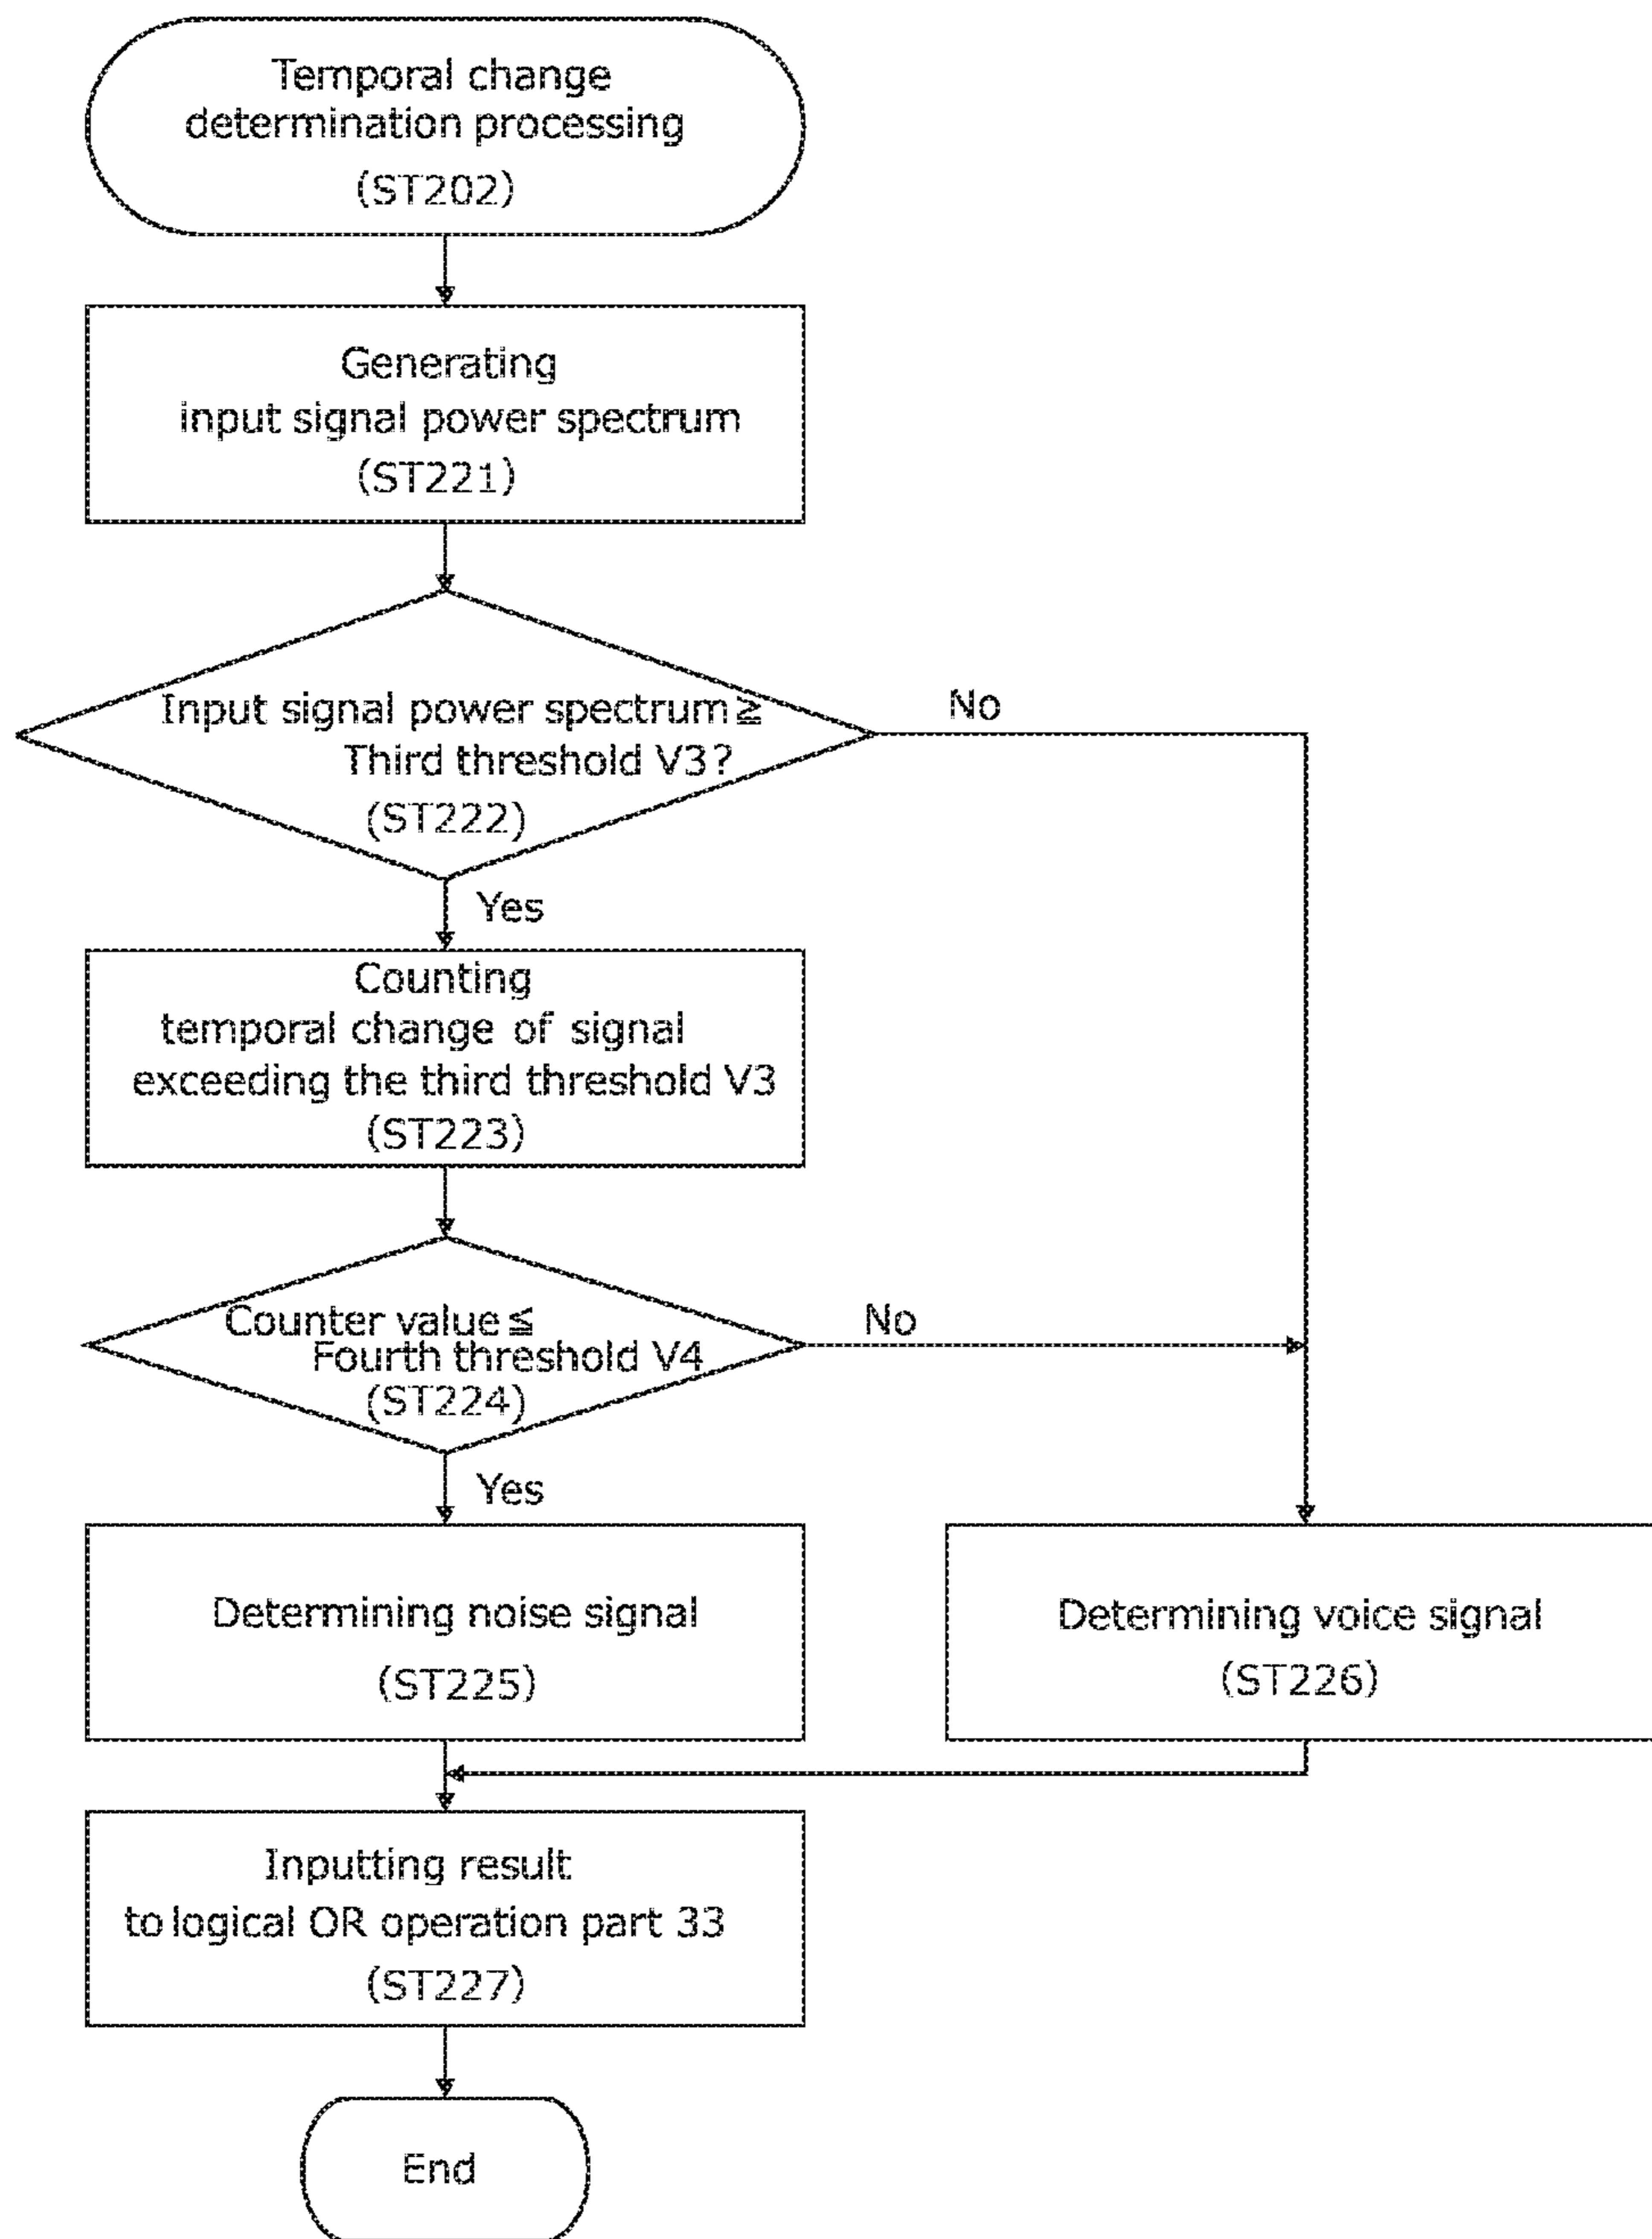 Temporal change
determination processing
(ST202)
Generating
input signal power spectrum
(ST221)
Input signal power spectrum≧
Third threshold V3?
(ST222)
No
Yes
Counting
temporal change of signal
exceeding the third threshold V3
(ST223)
Counter value≦
Fourth threshold V4
(ST224)
No
Yes
Determining noise signal
(ST225)
Determining voice signal
(ST226)
Inputting result
to logical OR operation part 33
(ST227)
End